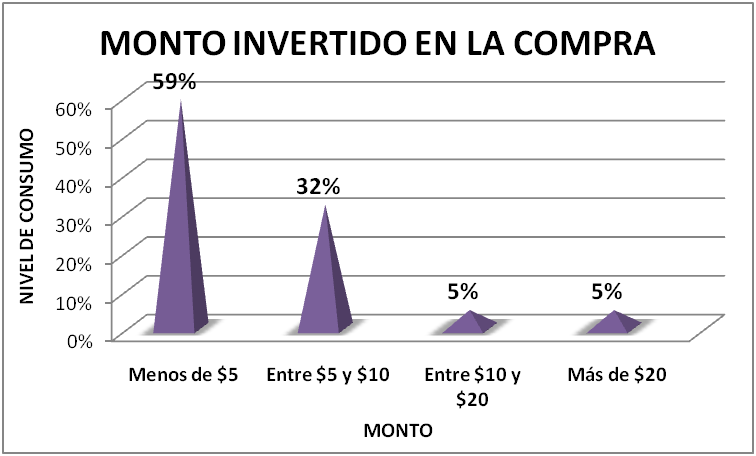 MONTO INVERTIDO EN LA COMPRA
59%
60%
50%
40%
30%
20%
10%
0%
NIVEL DE CONSUMO
32%
5%
5%
Menos de $5
Entre $5 y $10
Entre $10 y
$20
Más de $20
MONTO